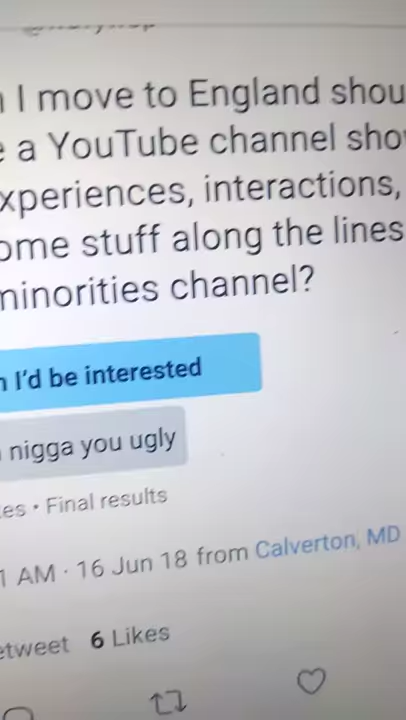 I move to England shou
a YouTube channel sho
xperiences, interactions,
ome stuff along the lines
minorities channel?
I'd be interested
nigga you ugly
es • Final results
1 AM · 16 Jun 18 from Calverton, MD
etweet 6 Likes